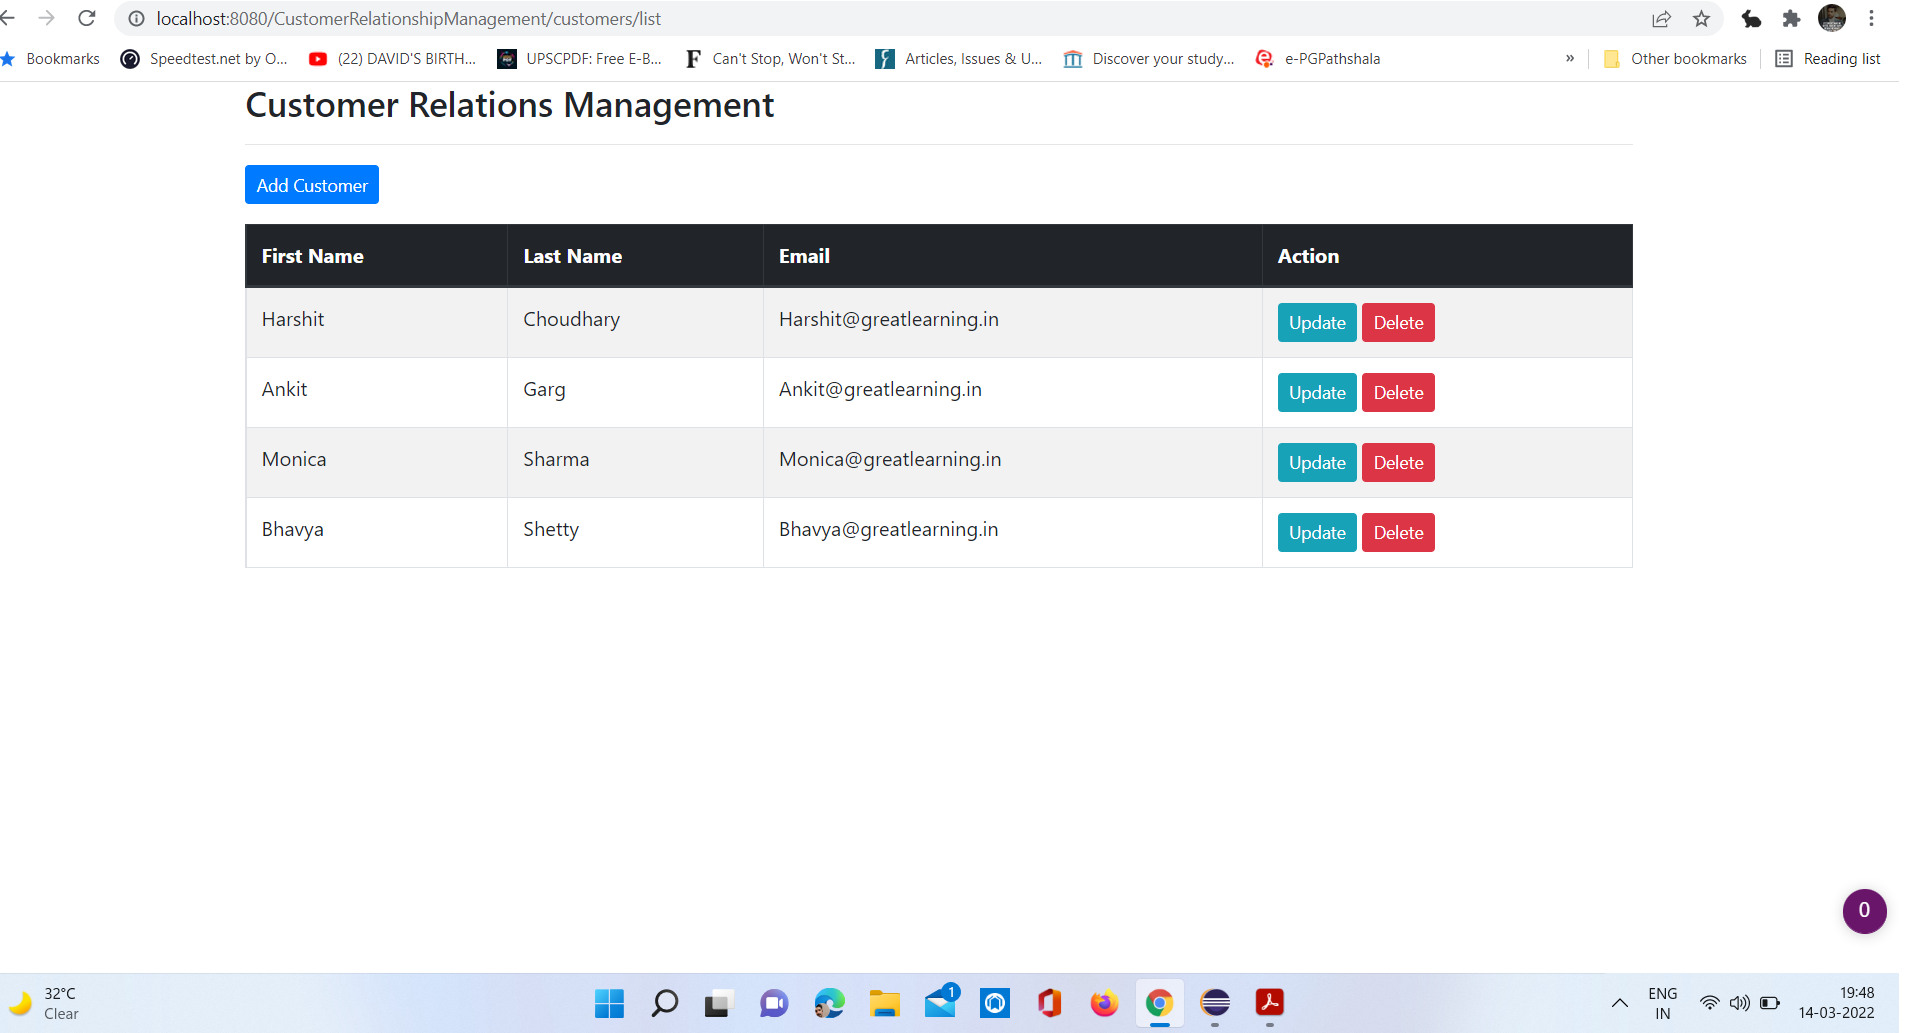 localhost:8080/CustomerRelationshipManagement/customers/list
Bookmarks Speedtest.net by O... (22) DAVID'S BIRTH... UPSCPDF: Free E-B... F Can't Stop, Won't St... Articles, Issues & U... Discover your study... e-PGPathshala » Other bookmarks Reading list
Customer Relations Management
Add Customer
First Name Last Name Email Action
Harshit Choudhary Harshit@greatlearning.in Update Delete
Ankit Garg Ankit@greatlearning.in Update Delete
Monica Sharma Monica@greatlearning.in Update Delete
Bhavya Shetty Bhavya@greatlearning.in Update Delete
0
32°C
Clear
1
ENG
IN
19:48
14-03-2022